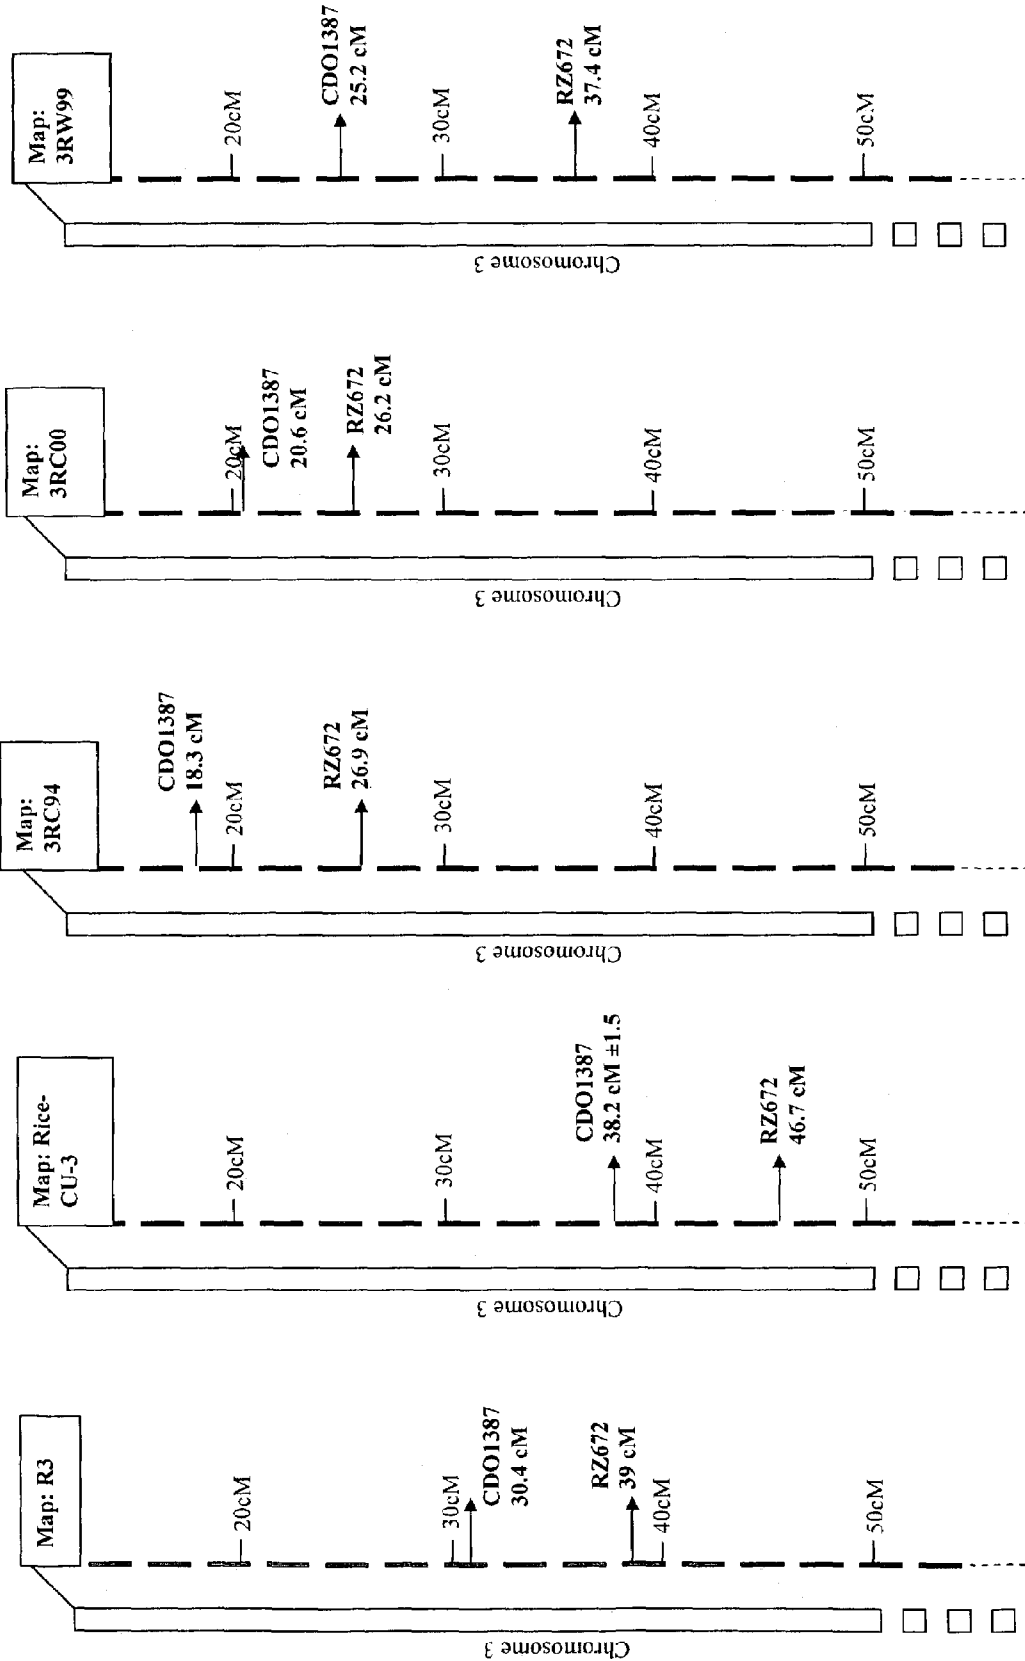 Map: R3
20cM
30cM
CDO1387
30.4 cM
RZ672
39 cM
40cM
50cM
Chromosome 3
Map: Rice-
CU-3
20cM
30cM
CDO1387
38.2 cM ±1.5
40cM
RZ672
46.7 cM
50cM
Chromosome 3
Map:
3RC94
CDO1387
18.3 cM
20cM
RZ672
26.9 cM
30cM
40cM
50cM
Chromosome 3
Map:
3RC00
20cM
CDO1387
20.6 cM
RZ672
26.2 cM
30cM
40cM
50cM
Chromosome 3
Map:
3RW99
20cM
CDO1387
25.2 cM
30cM
RZ672
37.4 cM
40cM
50cM
Chromosome 3